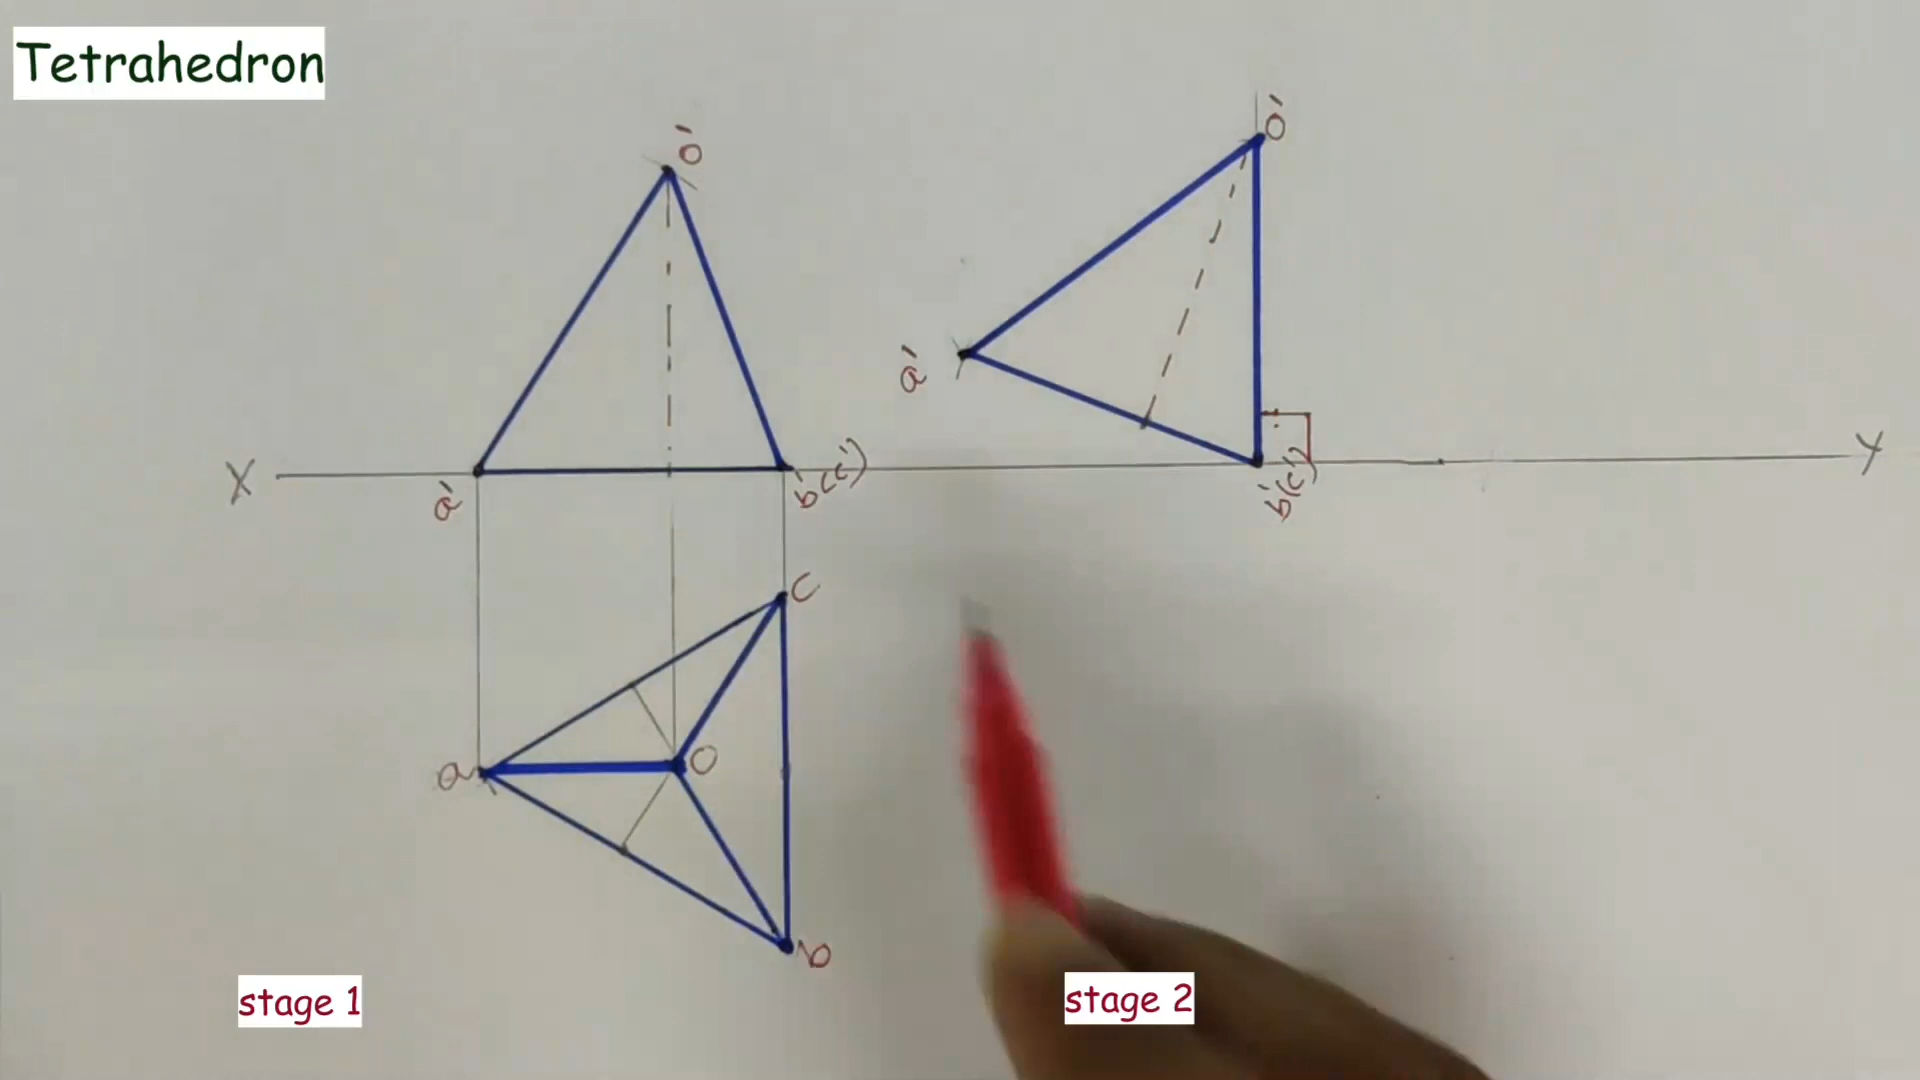 Tetrahedron
o'
o'
a'
X
a'
b'(c')
b'(c')
Y
c
a
o
b
stage 1
stage 2